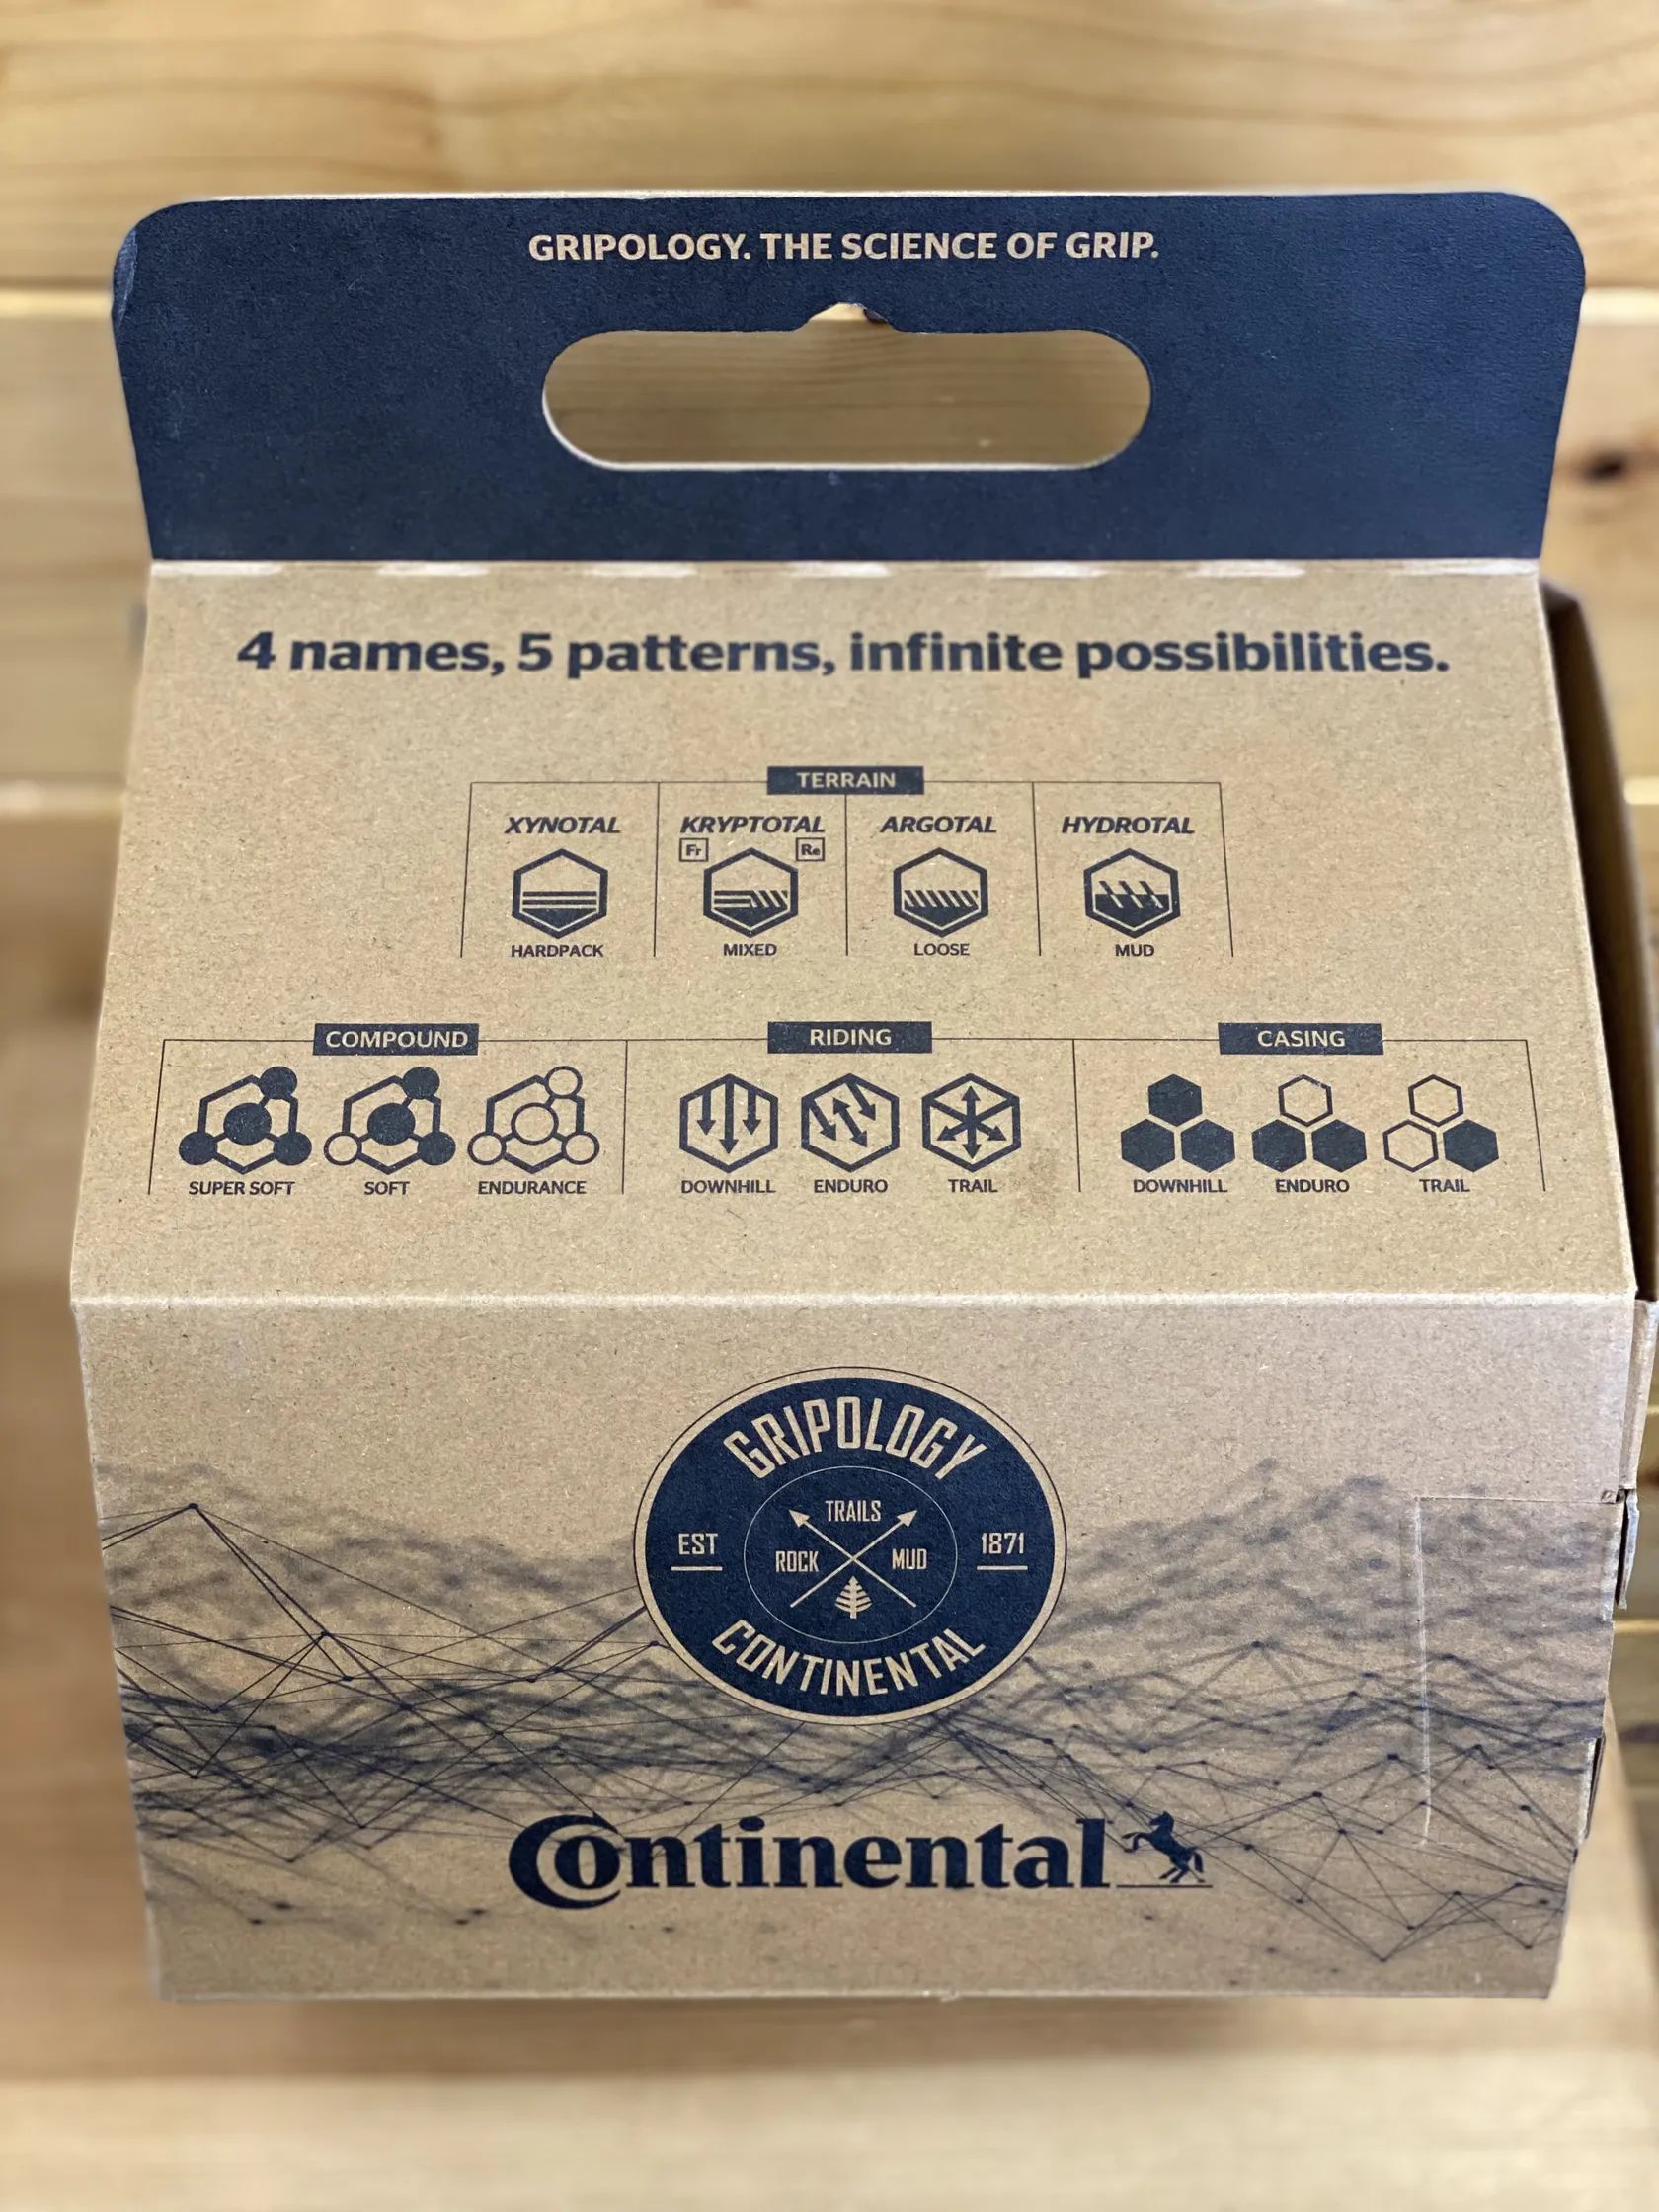 GRIPOLOGY. THE SCIENCE OF GRIP.
4 names, 5 patterns, infinite possibilities.
TERRAIN
XYNOTAL KRYPTOTAL ARGOTAL HYDROTAL
Fr Re
HARDPACK MIXED LOOSE MUD
COMPOUND RIDING CASING
SUPER SOFT SOFT ENDURANCE DOWNHILL ENDURO TRAIL DOWNHILL ENDURO TRAIL
GRIPOLOGY
TRAILS
EST 1871
ROCK MUD
CONTINENTAL
Continental